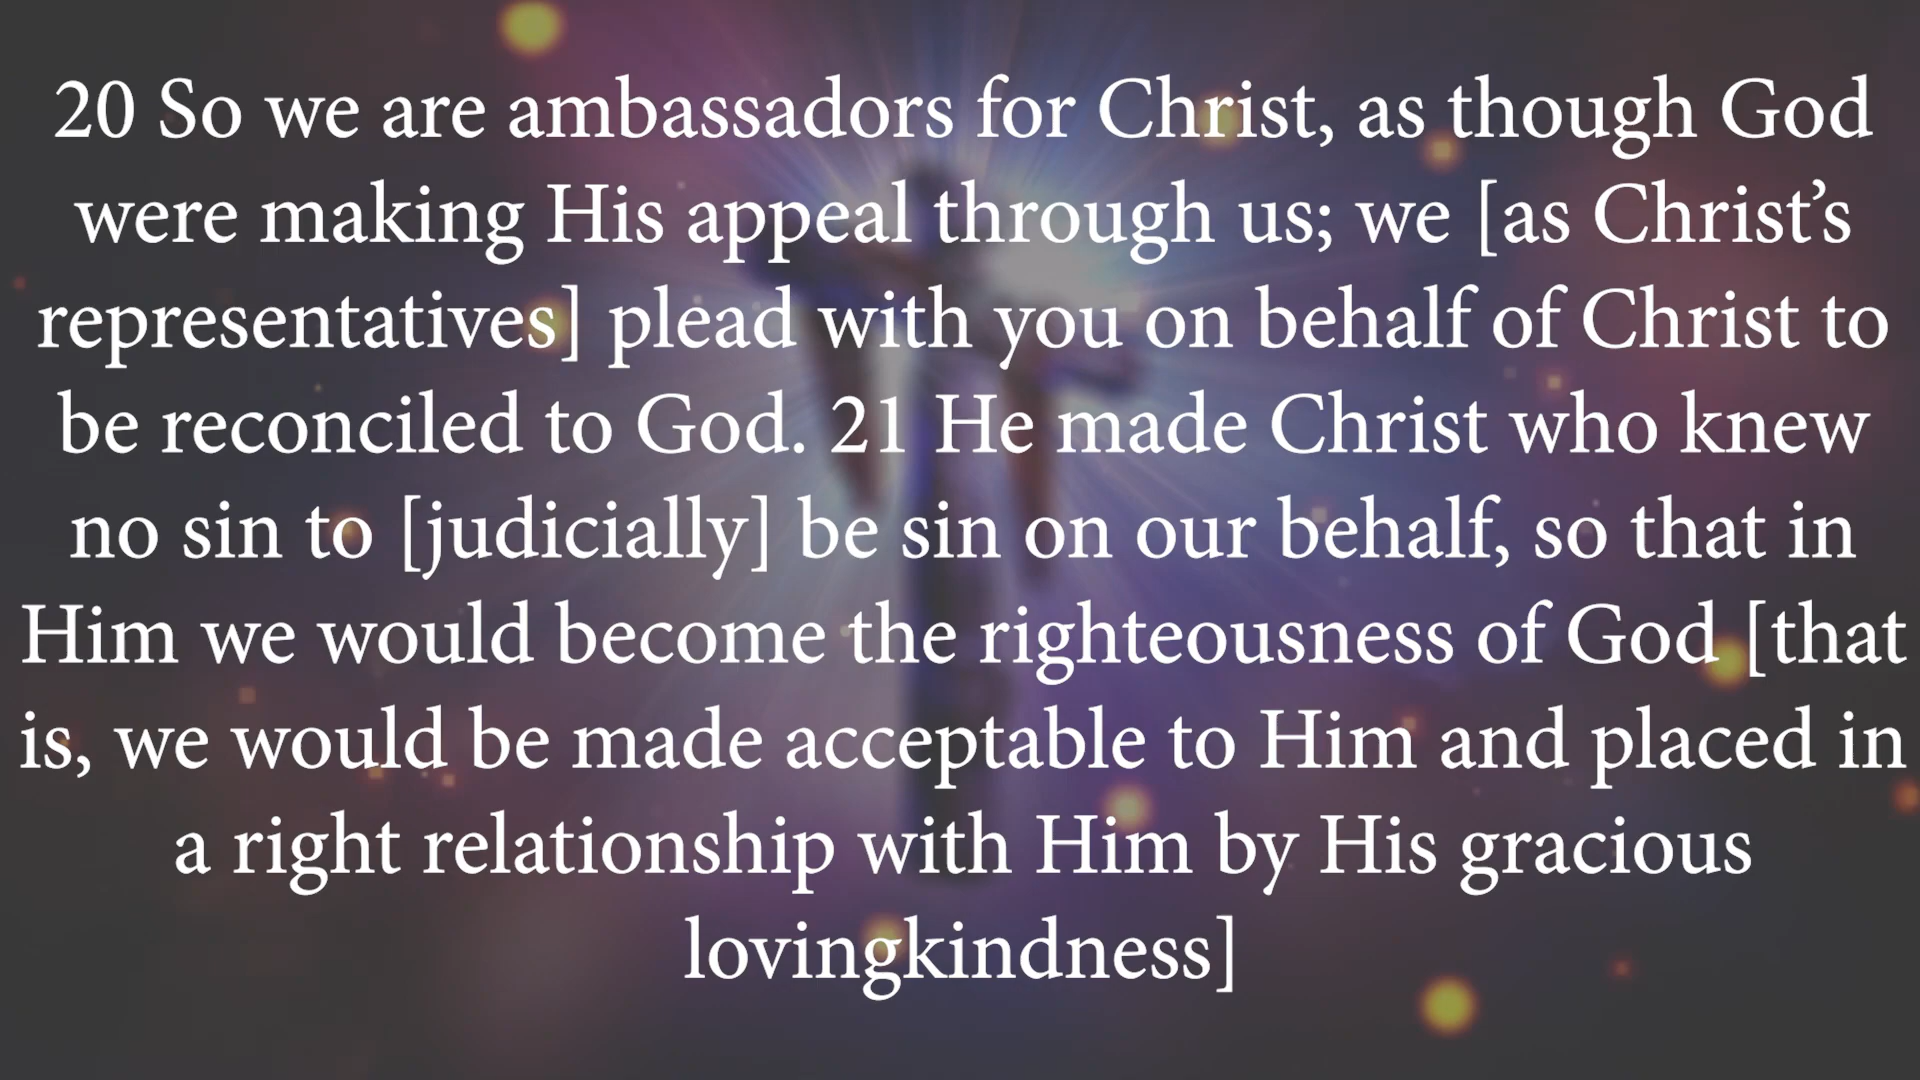 20 So we are ambassadors for Christ, as though God
were making His appeal through us; we [as Christ’s
representatives] plead with you on behalf of Christ to
be reconciled to God. 21 He made Christ who knew
no sin to [judicially] be sin on our behalf, so that in
Him we would become the righteousness of God [that
is, we would be made acceptable to Him and placed in
a right relationship with Him by His gracious
lovingkindness]